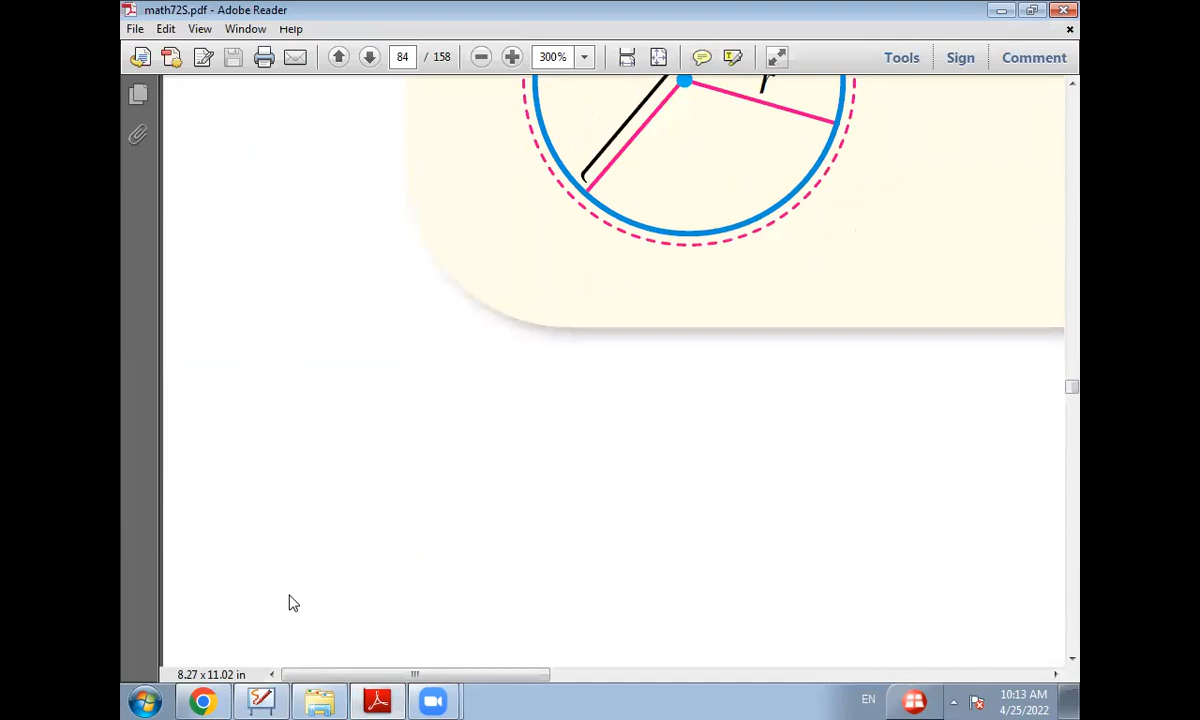 math72S.pdf - Adobe Reader
File Edit View Window Help
84 / 158 300% Tools Sign Comment
r
8.27 x 11.02 in
EN 10:13 AM
4/25/2022